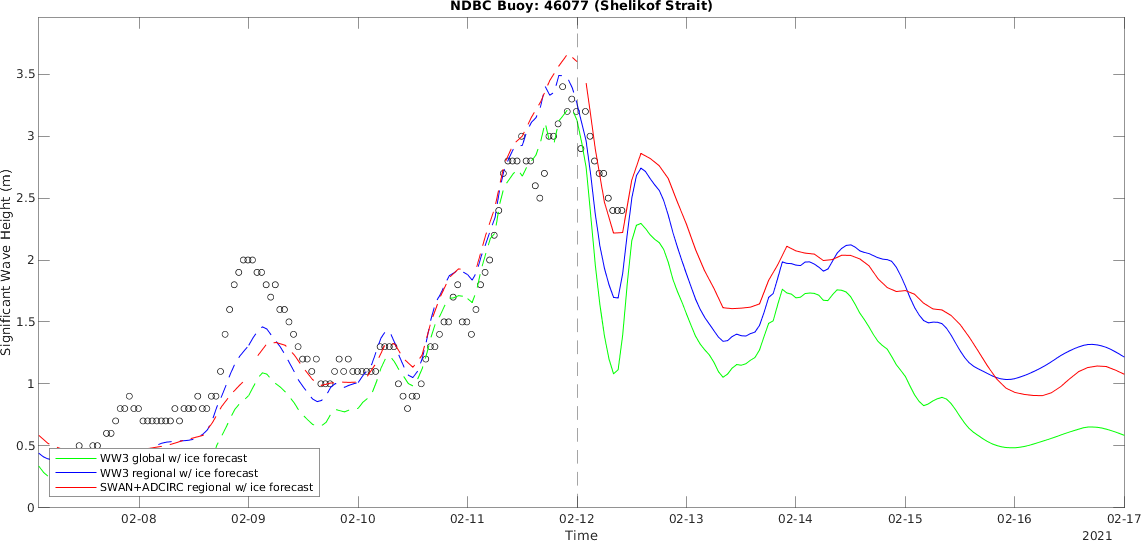 NDBC Buoy: 46077 (Shelikof Strait)
Significant Wave Height (m)
3.5
3
2.5
2
1.5
1
0.5
0
WW3 global w/ ice forecast
WW3 regional w/ ice forecast
SWAN+ADCIRC regional w/ ice forecast
02-08 02-09 02-10 02-11 02-12 02-13 02-14 02-15 02-16 02-17
Time
2021